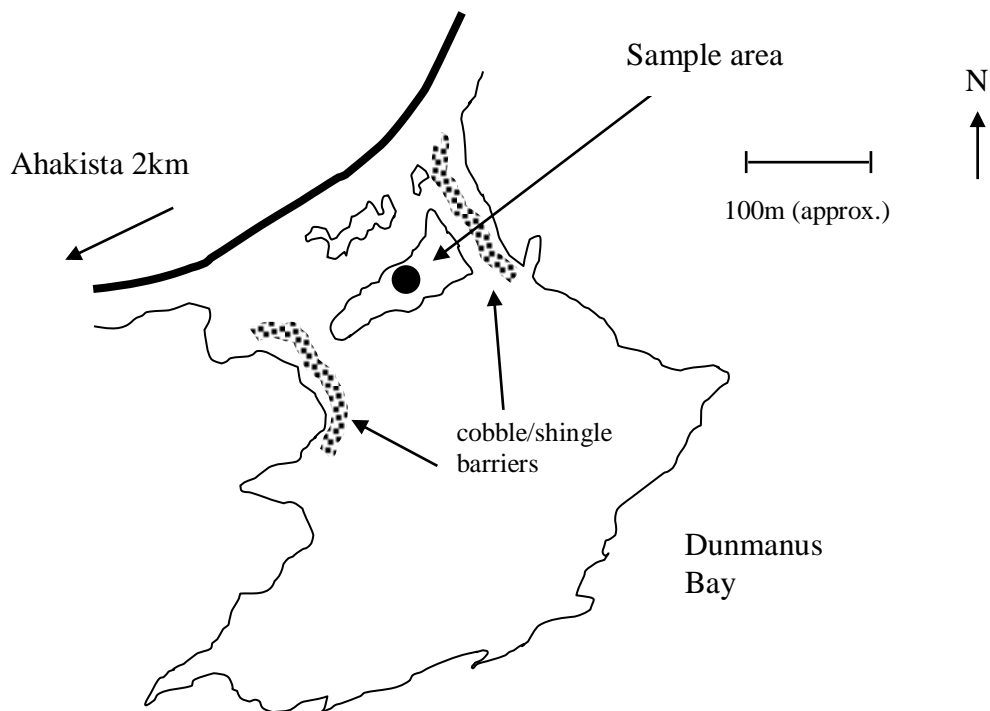 Sample area
N
Ahakista 2km
100m (approx.)
cobble/shingle
barriers
Dunmanus
Bay